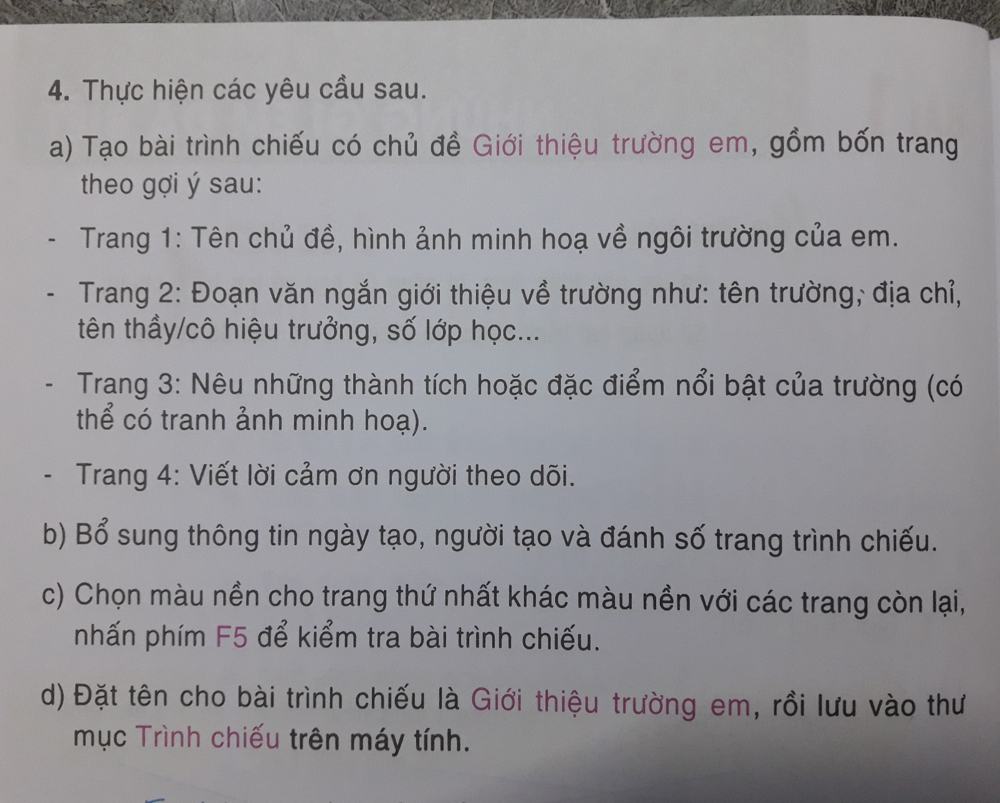 4. Thực hiện các yêu cầu sau.
a) Tạo bài trình chiếu có chủ đề Giới thiệu trường em, gồm bốn trang
theo gợi ý sau:
- Trang 1: Tên chủ đề, hình ảnh minh hoạ về ngôi trường của em.
- Trang 2: Đoạn văn ngắn giới thiệu về trường như: tên trường, địa chỉ,
tên thầy/cô hiệu trưởng, số lớp học...
- Trang 3: Nêu những thành tích hoặc đặc điểm nổi bật của trường (có
thể có tranh ảnh minh hoạ).
- Trang 4: Viết lời cảm ơn người theo dõi.
b) Bổ sung thông tin ngày tạo, người tạo và đánh số trang trình chiếu.
c) Chọn màu nền cho trang thứ nhất khác màu nền với các trang còn lại,
nhấn phím F5 để kiểm tra bài trình chiếu.
d) Đặt tên cho bài trình chiếu là Giới thiệu trường em, rồi lưu vào thư
mục Trình chiếu trên máy tính.